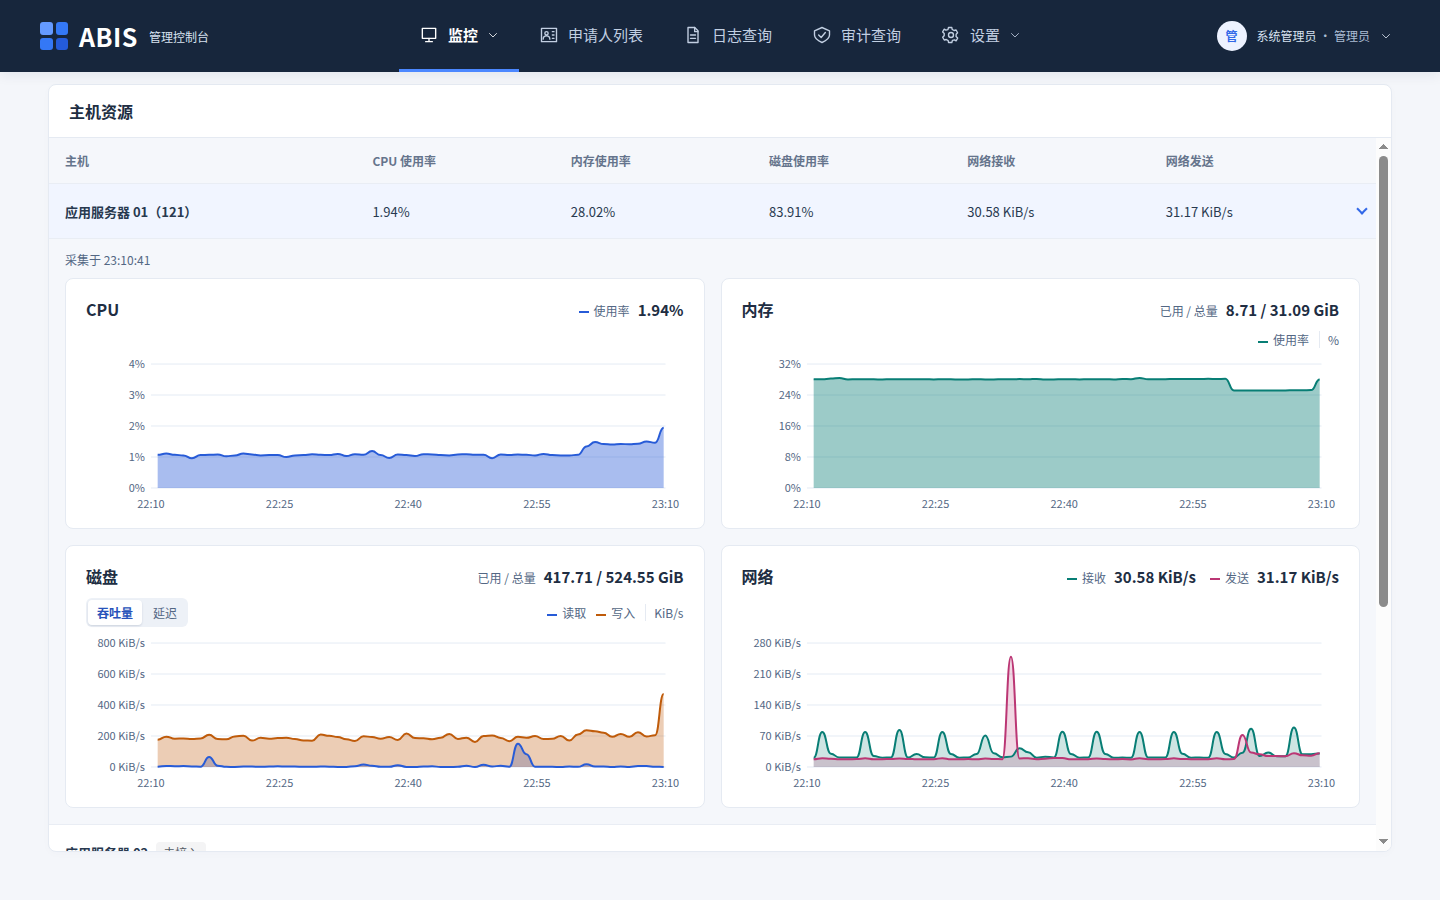 ABIS 管理控制台 监控 申请人列表 日志查询 审计查询 设置 管 系统管理员 · 管理员
主机资源
主机 CPU 使用率 内存使用率 磁盘使用率 网络接收 网络发送
应用服务器 01（121） 1.94% 28.02% 83.91% 30.58 KiB/s 31.17 KiB/s
采集于 23:10:41
CPU 使用率 1.94%
4%
3%
2%
1%
0%
22:10 22:25 22:40 22:55 23:10
内存 已用 / 总量 8.71 / 31.09 GiB
使用率 %
32%
24%
16%
8%
0%
22:10 22:25 22:40 22:55 23:10
磁盘 已用 / 总量 417.71 / 524.55 GiB
吞吐量 延迟 读取 写入 KiB/s
800 KiB/s
600 KiB/s
400 KiB/s
200 KiB/s
0 KiB/s
22:10 22:25 22:40 22:55 23:10
网络 接收 30.58 KiB/s 发送 31.17 KiB/s
280 KiB/s
210 KiB/s
140 KiB/s
70 KiB/s
0 KiB/s
22:10 22:25 22:40 22:55 23:10
应用服务器 02